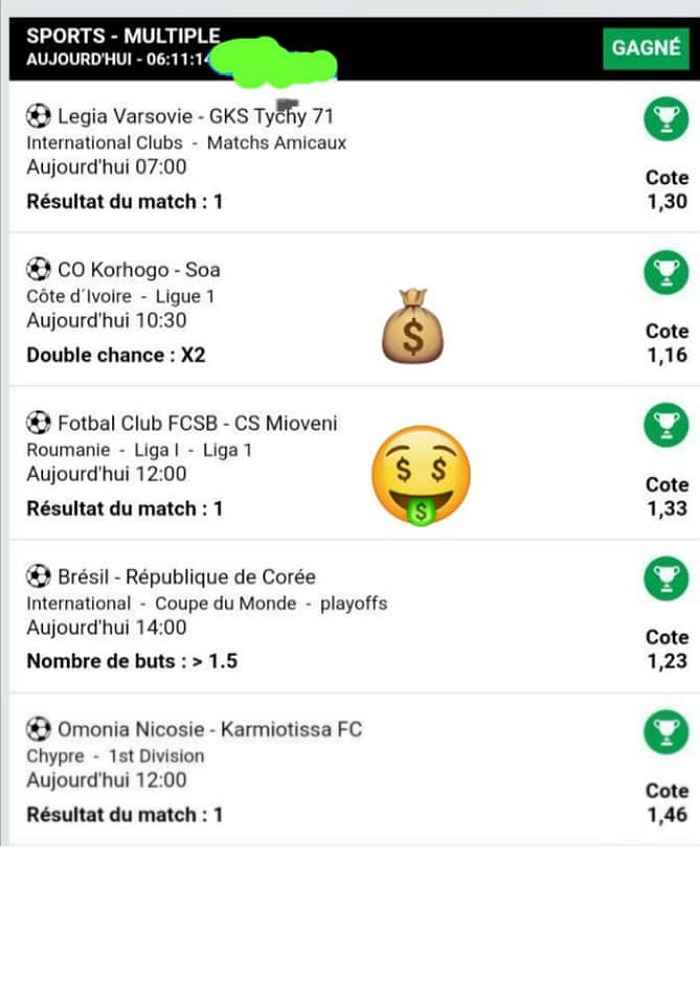 SPORTS - MULTIPLE
AUJOURD'HUI - 06:11:14
GAGNÉ
Legia Varsovie - GKS Tychy 71
International Clubs - Matchs Amicaux
Aujourd'hui 07:00
Résultat du match : 1
Cote
1,30
CO Korhogo - Soa
Côte d´Ivoire - Ligue 1
Aujourd'hui 10:30
Double chance : X2
Cote
1,16
Fotbal Club FCSB - CS Mioveni
Roumanie - Liga I - Liga 1
Aujourd'hui 12:00
Résultat du match : 1
Cote
1,33
Brésil - République de Corée
International - Coupe du Monde - playoffs
Aujourd'hui 14:00
Nombre de buts : > 1.5
Cote
1,23
Omonia Nicosie - Karmiotissa FC
Chypre - 1st Division
Aujourd'hui 12:00
Résultat du match : 1
Cote
1,46